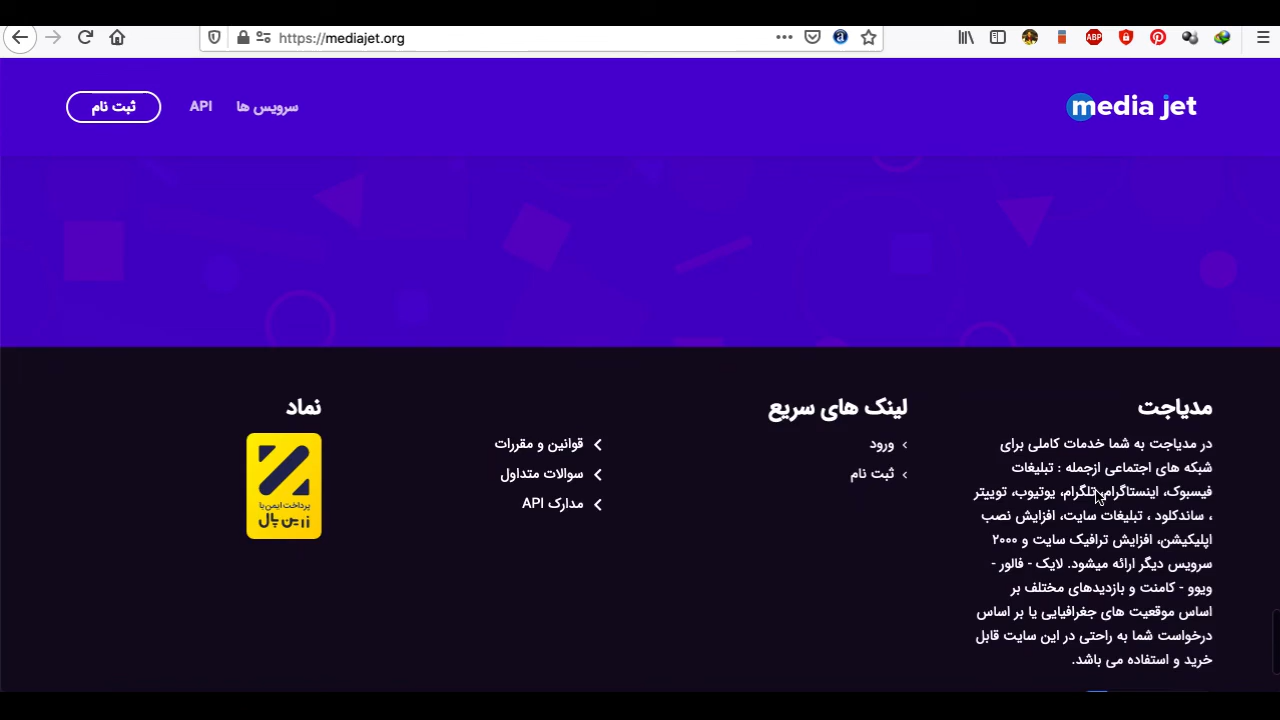 https://mediajet.org
ABP
media jet
سرویس ها
API
ثبت نام
مدیاجت
در مدیاجت به شما خدمات کاملی برای
شبکه های اجتماعی ازجمله : تبلیغات
فیسبوک، اینستاگرام، تلگرام، یوتیوب، توییتر
، ساندکلود ، تبلیغات سایت، افزایش نصب
اپلیکیشن، افزایش ترافیک سایت و ۲۰۰۰
سرویس دیگر ارائه میشود. لایک - فالور -
ویوو - کامنت و بازدیدهای مختلف بر
اساس موقعیت های جغرافیایی یا بر اساس
درخواست شما به راحتی در این سایت قابل
خرید و استفاده می باشد.
لینک های سریع
ورود
ثبت نام
قوانین و مقررات
سوالات متداول
مدارک API
نماد
پرداخت ایمن با
زرین پال